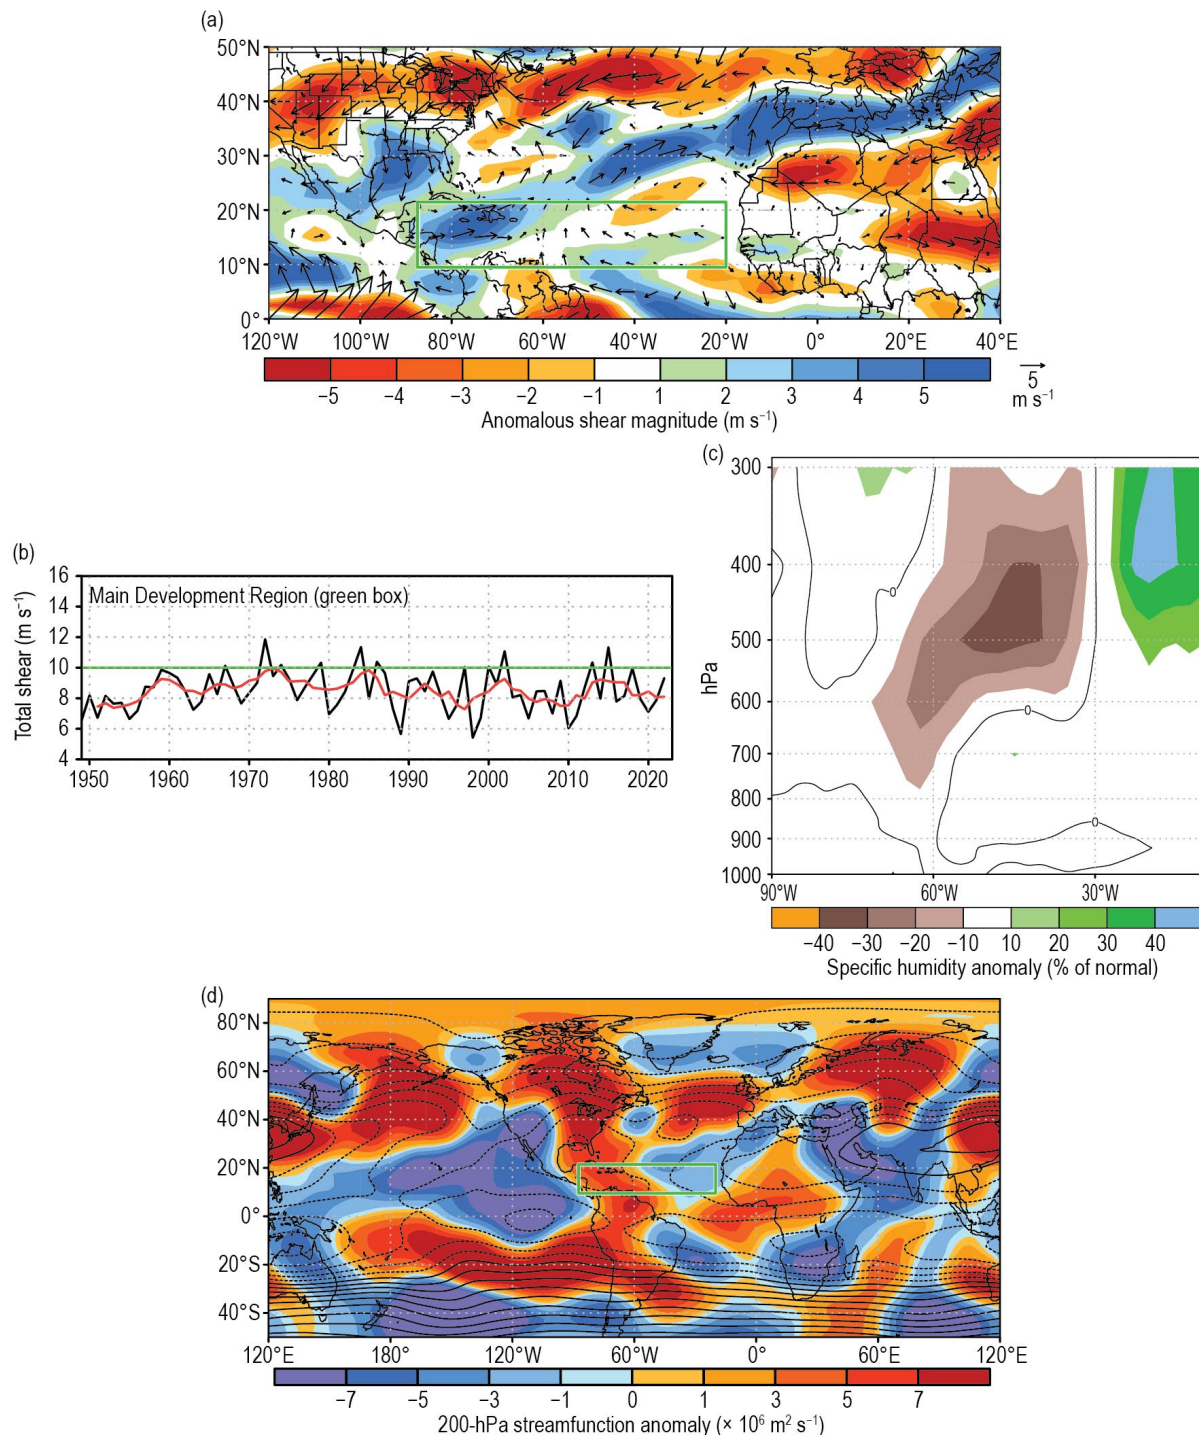 (a)
50°N
40°N
30°N
20°N
10°N
0°
120°W 100°W 80°W 60°W 40°W 20°W 0° 20°E 40°E
−5 −4 −3 −2 −1 1 2 3 4 5
Anomalous shear magnitude (m s⁻¹)
5
m s⁻¹
(b)
Main Development Region (green box)
Total shear (m s⁻¹)
16
14
12
10
8
6
4
1950 1960 1970 1980 1990 2000 2010 2020
(c)
300
400
500
600
700
800
900
1000
hPa
0
0
0
90°W 60°W 30°W
−40 −30 −20 −10 10 20 30 40
Specific humidity anomaly (% of normal)
(d)
80°N
60°N
40°N
20°N
0°
20°S
40°S
120°E 180° 120°W 60°W 0° 60°E 120°E
−7 −5 −3 −1 0 1 3 5 7
200-hPa streamfunction anomaly (× 10⁶ m² s⁻¹)